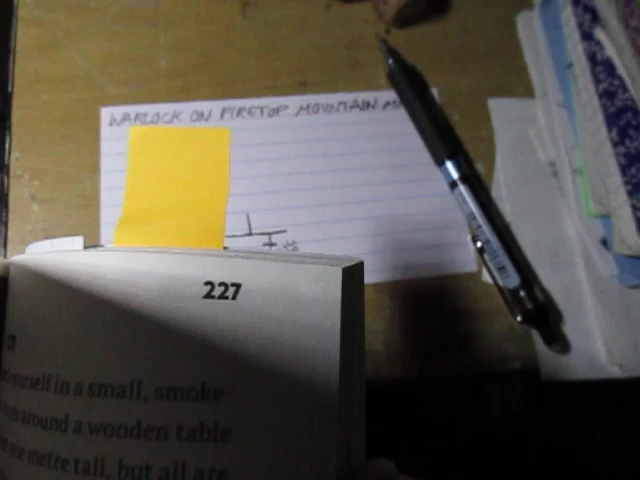 WARLOCK ON FIRETOP MOUNTAIN
227
yourself in a small, smoke-
around a wooden table
metre tall, but all are